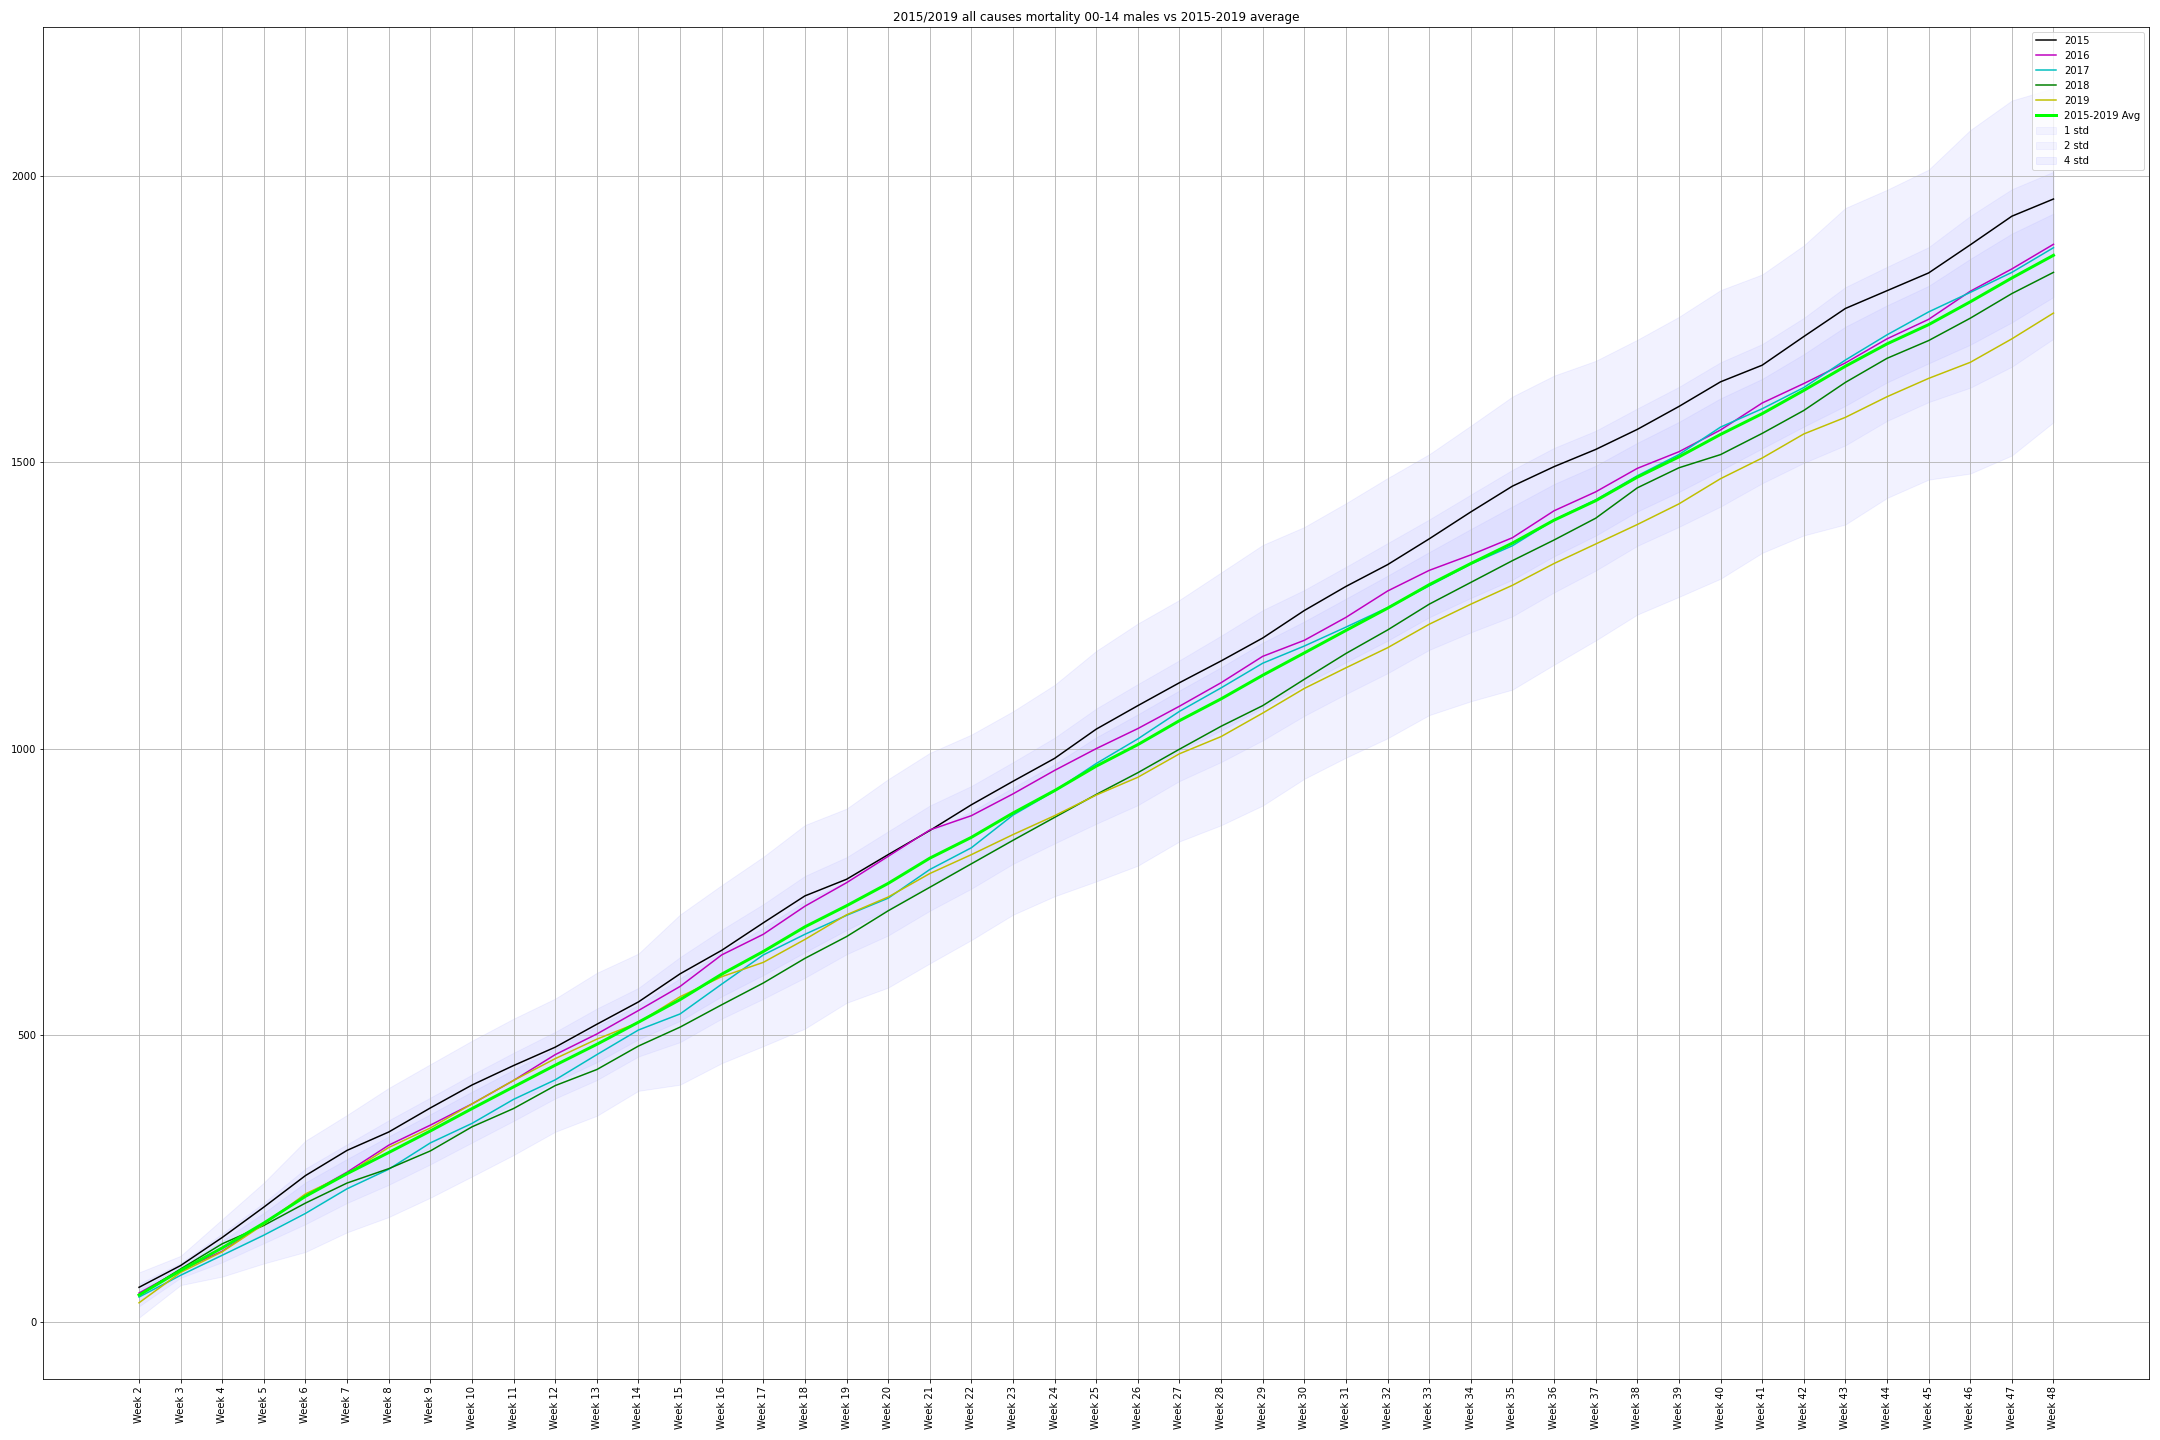 2015/2019 all causes mortality 00-14 males vs 2015-2019 average
2015
2016
2017
2018
2019
2015-2019 Avg
1 std
2 std
4 std
2000
1500
1000
500
0
Week 2
Week 3
Week 4
Week 5
Week 6
Week 7
Week 8
Week 9
Week 10
Week 11
Week 12
Week 13
Week 14
Week 15
Week 16
Week 17
Week 18
Week 19
Week 20
Week 21
Week 22
Week 23
Week 24
Week 25
Week 26
Week 27
Week 28
Week 29
Week 30
Week 31
Week 32
Week 33
Week 34
Week 35
Week 36
Week 37
Week 38
Week 39
Week 40
Week 41
Week 42
Week 43
Week 44
Week 45
Week 46
Week 47
Week 48